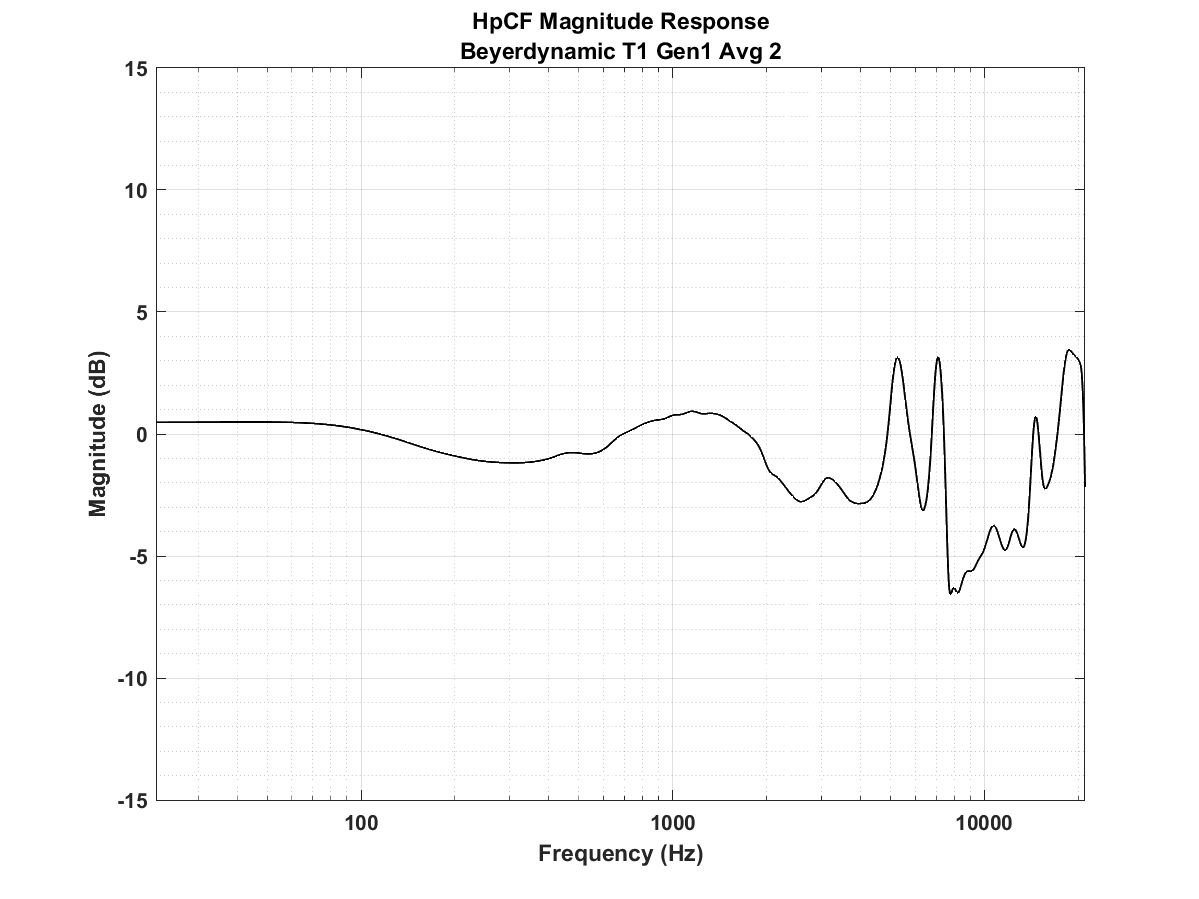 HpCF Magnitude Response
Beyerdynamic T1 Gen1 Avg 2
15
10
5
0
-5
-10
-15
Magnitude (dB)
100
1000
10000
Frequency (Hz)